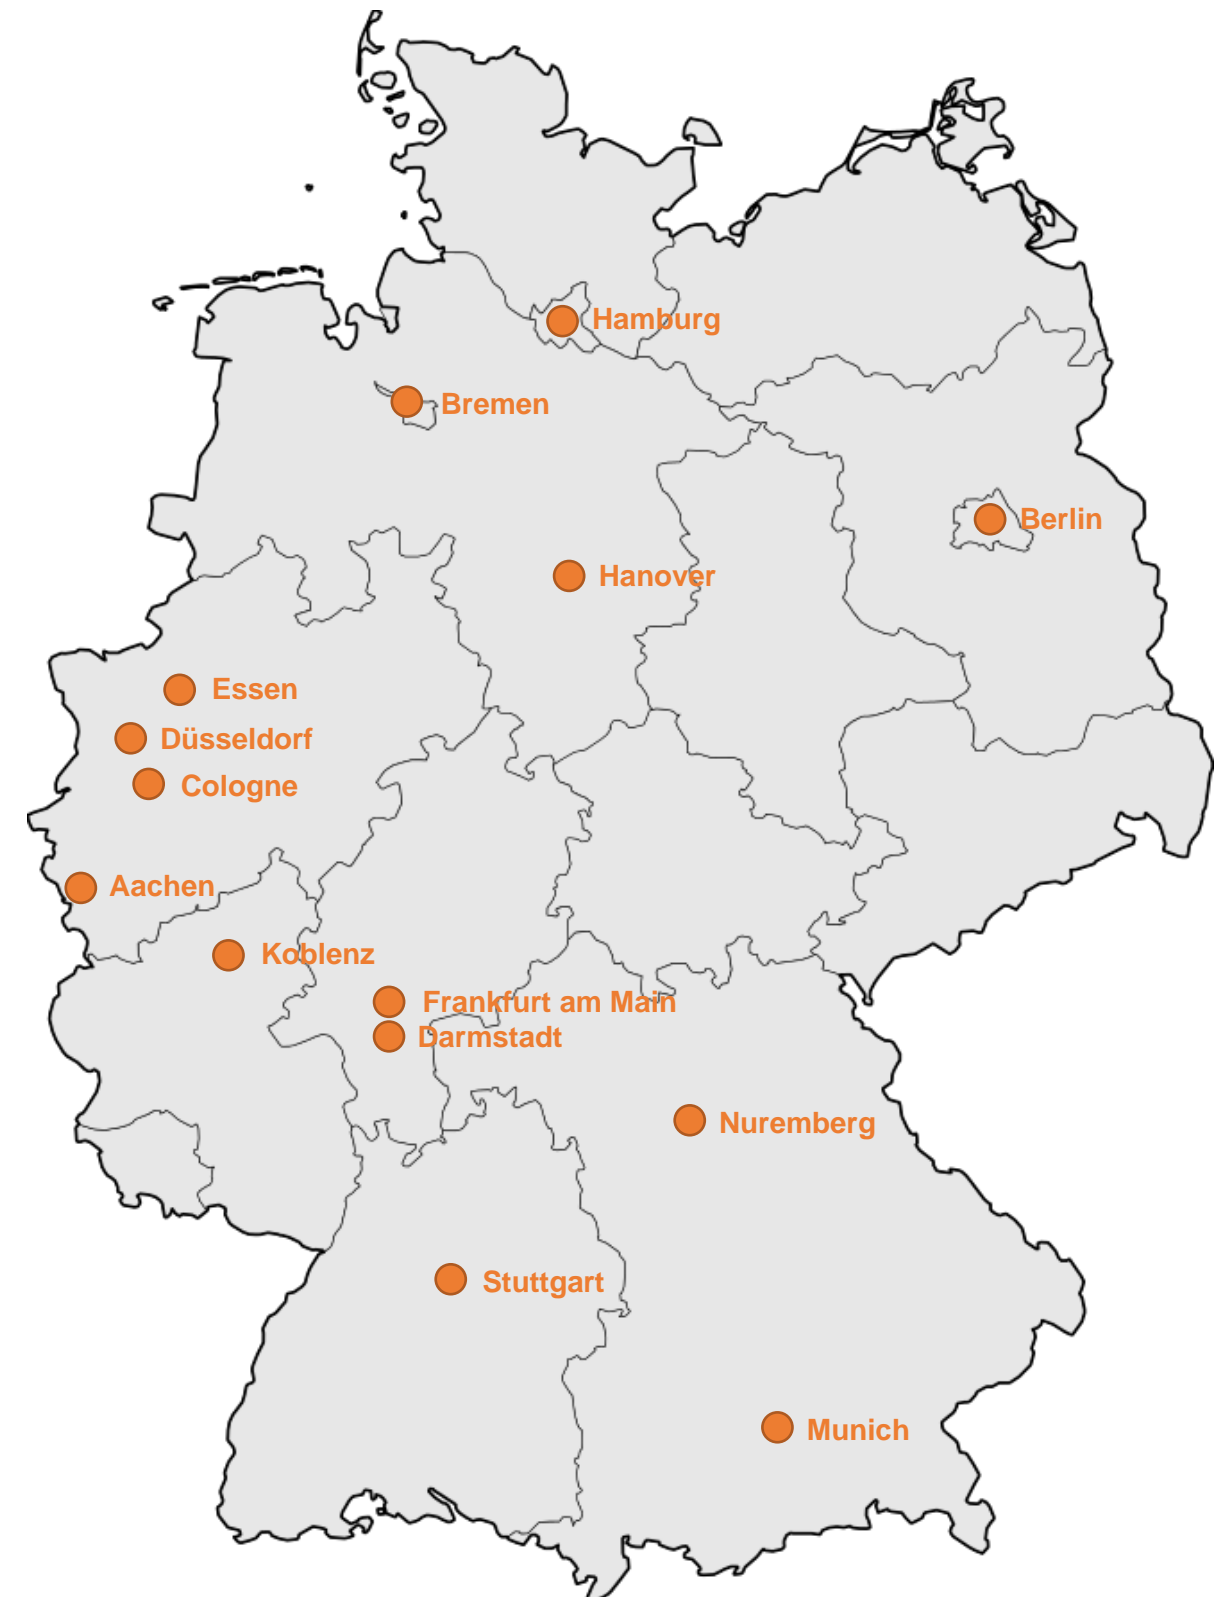 Hamburg
Bremen
Berlin
Hanover
Essen
Düsseldorf
Cologne
Aachen
Koblenz
Frankfurt am Main
Darmstadt
Nuremberg
Stuttgart
Munich